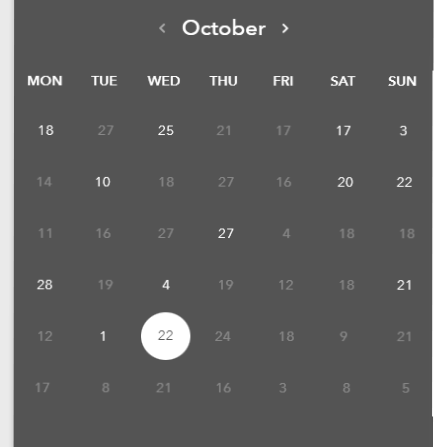 ‹ October ›
MON TUE WED THU FRI SAT SUN
18 27 25 21 17 17 3
14 10 18 27 16 20 22
11 16 27 27 4 18 18
28 19 4 19 12 18 21
12 1 22 24 18 9 21
17 8 21 16 3 8 5